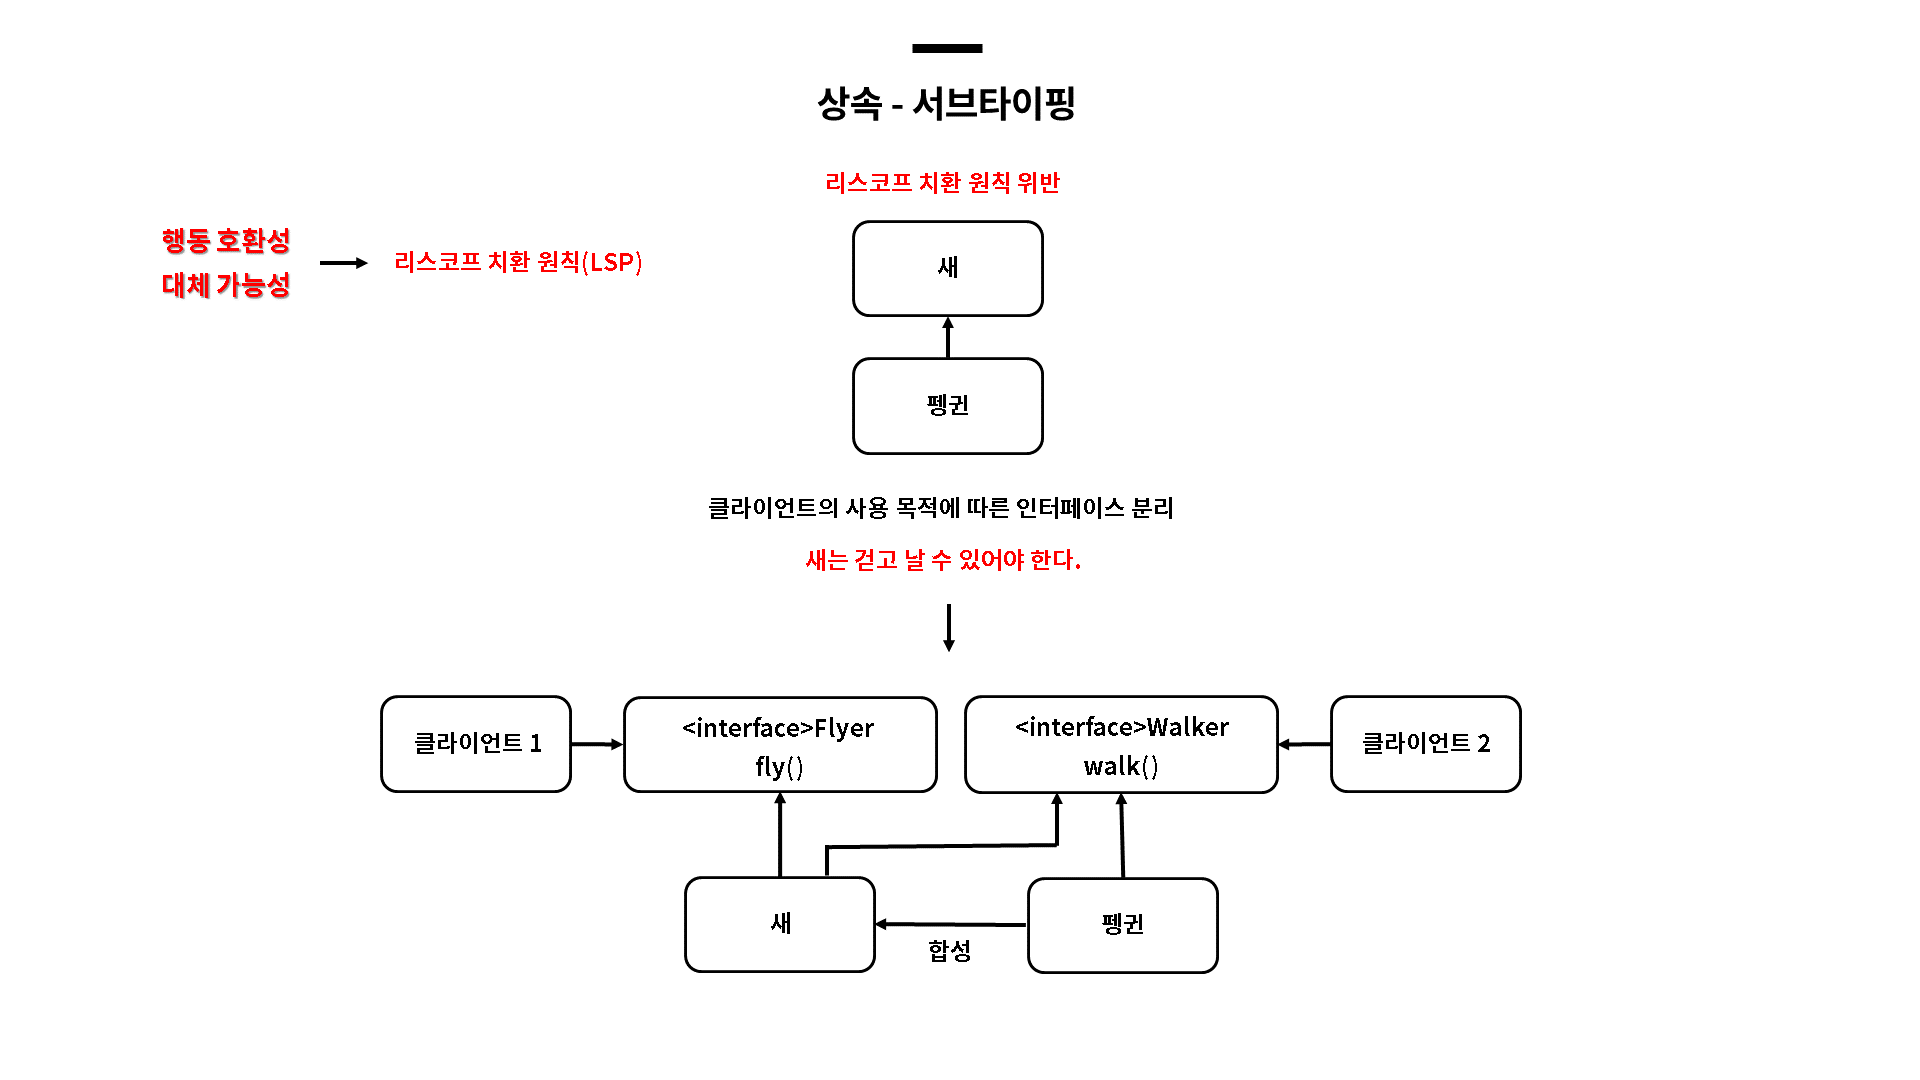 상속 - 서브타이핑
리스코프 치환 원칙 위반
행동 호환성
대체 가능성
리스코프 치환 원칙(LSP)
새
펭귄
클라이언트의 사용 목적에 따른 인터페이스 분리
새는 걷고 날 수 있어야 한다.
클라이언트 1
<interface>Flyer
fly()
<interface>Walker
walk()
클라이언트 2
새
합성
펭귄